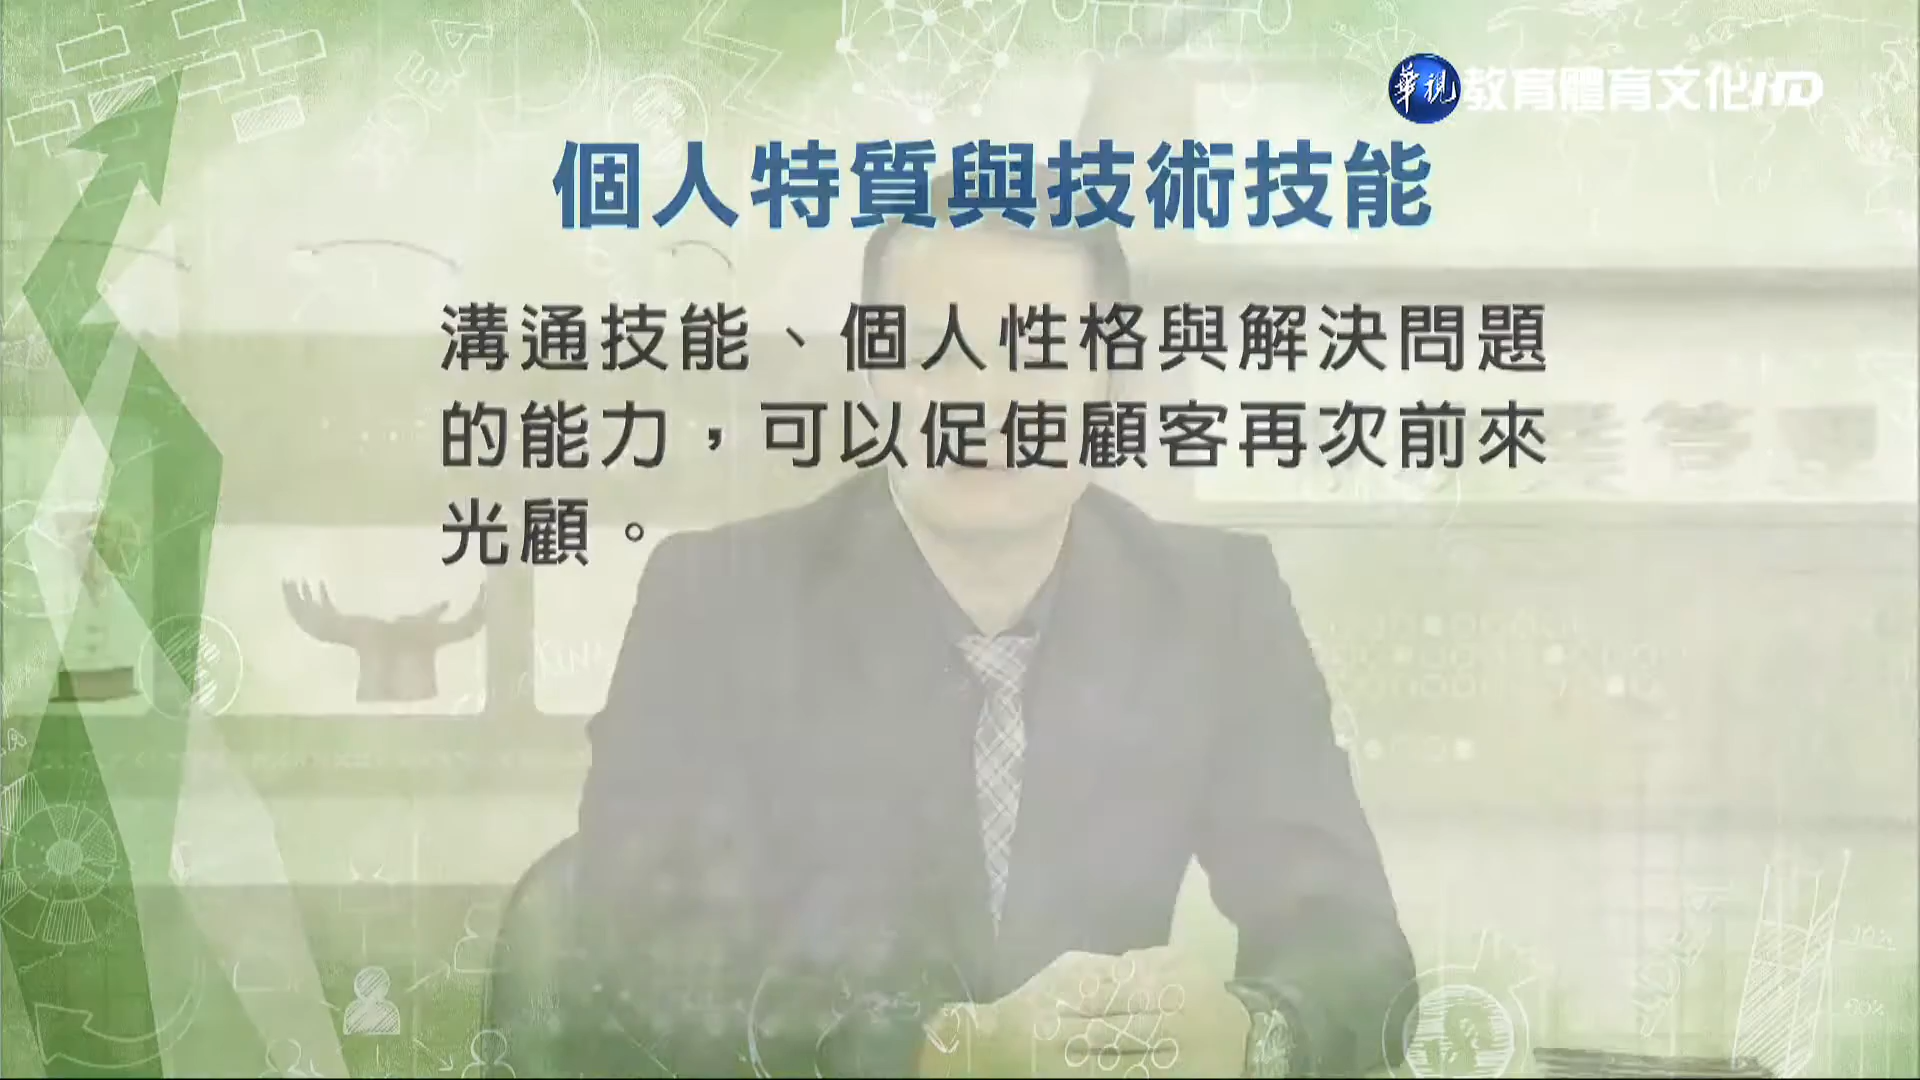 華視 教育體育文化HD
個人特質與技術技能
溝通技能、個人性格與解決問題
的能力，可以促使顧客再次前來
光顧。